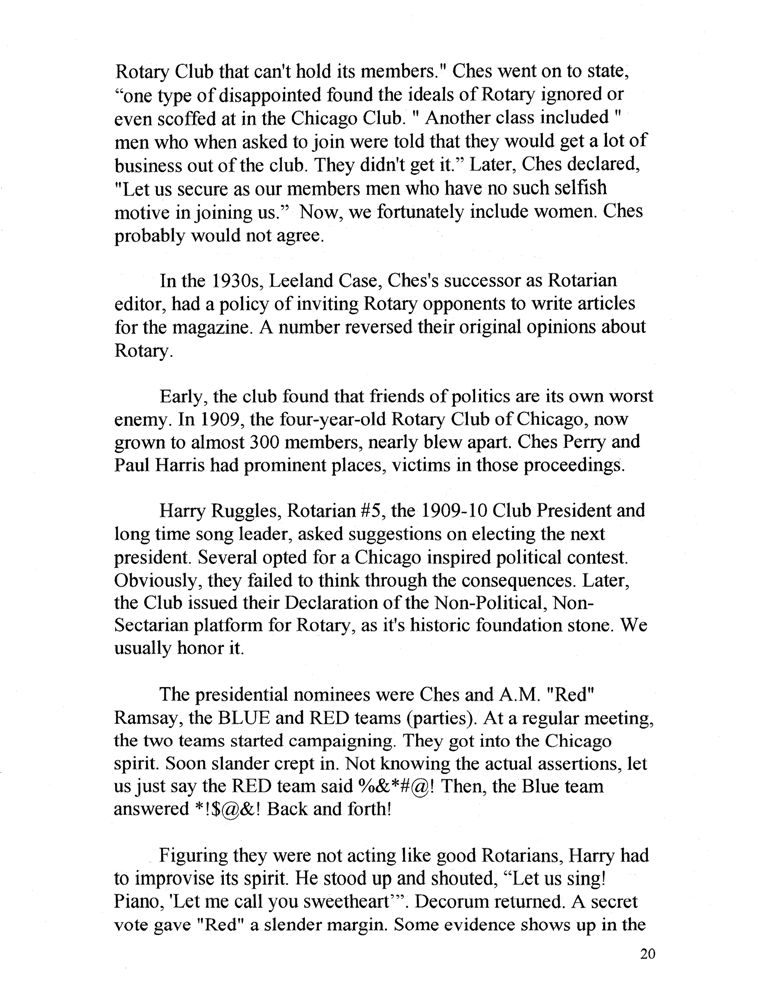 Rotary Club that can't hold its members." Ches went on to state,
“one type of disappointed found the ideals of Rotary ignored or
even scoffed at in the Chicago Club. " Another class included "
men who when asked to join were told that they would get a lot of
business out of the club. They didn't get it.” Later, Ches declared,
"Let us secure as our members men who have no such selfish
motive in joining us.”  Now, we fortunately include women. Ches
probably would not agree.
In the 1930s, Leeland Case, Ches's successor as Rotarian
editor, had a policy of inviting Rotary opponents to write articles
for the magazine. A number reversed their original opinions about
Rotary.
Early, the club found that friends of politics are its own worst
enemy. In 1909, the four-year-old Rotary Club of Chicago, now
grown to almost 300 members, nearly blew apart. Ches Perry and
Paul Harris had prominent places, victims in those proceedings.
Harry Ruggles, Rotarian #5, the 1909-10 Club President and
long time song leader, asked suggestions on electing the next
president. Several opted for a Chicago inspired political contest.
Obviously, they failed to think through the consequences. Later,
the Club issued their Declaration of the Non-Political, Non-
Sectarian platform for Rotary, as it's historic foundation stone. We
usually honor it.
The presidential nominees were Ches and A.M. "Red"
Ramsay, the BLUE and RED teams (parties). At a regular meeting,
the two teams started campaigning. They got into the Chicago
spirit. Soon slander crept in. Not knowing the actual assertions, let
us just say the RED team said %&*#@! Then, the Blue team
answered *!$@&! Back and forth!
Figuring they were not acting like good Rotarians, Harry had
to improvise its spirit. He stood up and shouted, “Let us sing!
Piano, 'Let me call you sweetheart’”. Decorum returned. A secret
vote gave "Red" a slender margin. Some evidence shows up in the
20